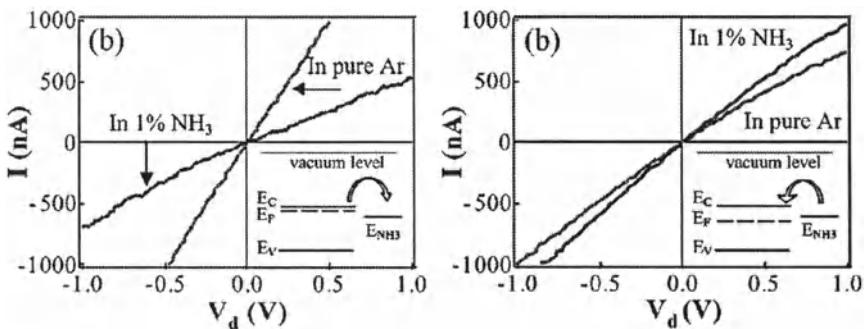 (b)
1000
500
0
-500
-1000
I (nA)
In pure Ar
In 1% NH3
vacuum level
EC
EF
EV
ENH3
-1.0 -0.5 0.0 0.5 1.0
Vd (V)
(b)
1000
500
0
-500
-1000
I (nA)
In 1% NH3
In pure Ar
vacuum level
EC
EF
EV
ENH3
-1.0 -0.5 0.0 0.5 1.0
Vd (V)